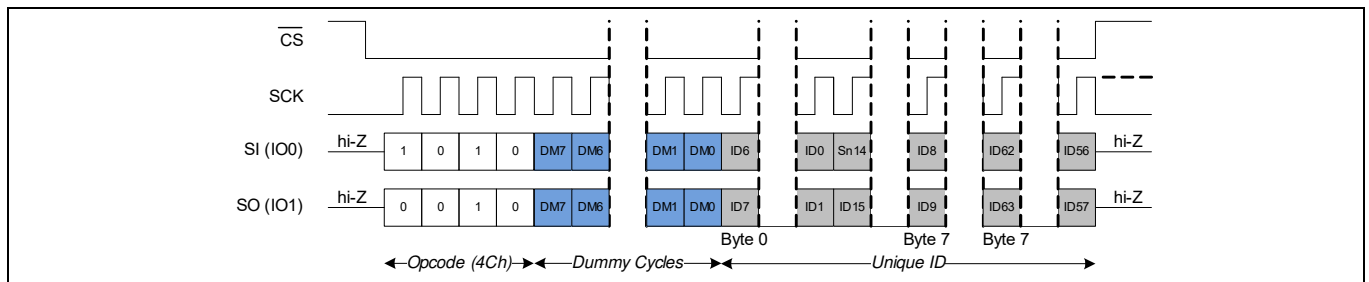 CS
SCK
SI (IO0) hi-Z 1 0 1 0 DM7 DM6 DM1 DM0 ID6 ID0 Sn14 ID8 ID62 ID56 hi-Z
SO (IO1) hi-Z 0 0 1 0 DM7 DM6 DM1 DM0 ID7 ID1 ID15 ID9 ID63 ID57 hi-Z
Byte 0 Byte 7 Byte 7
Opcode (4Ch) Dummy Cycles Unique ID